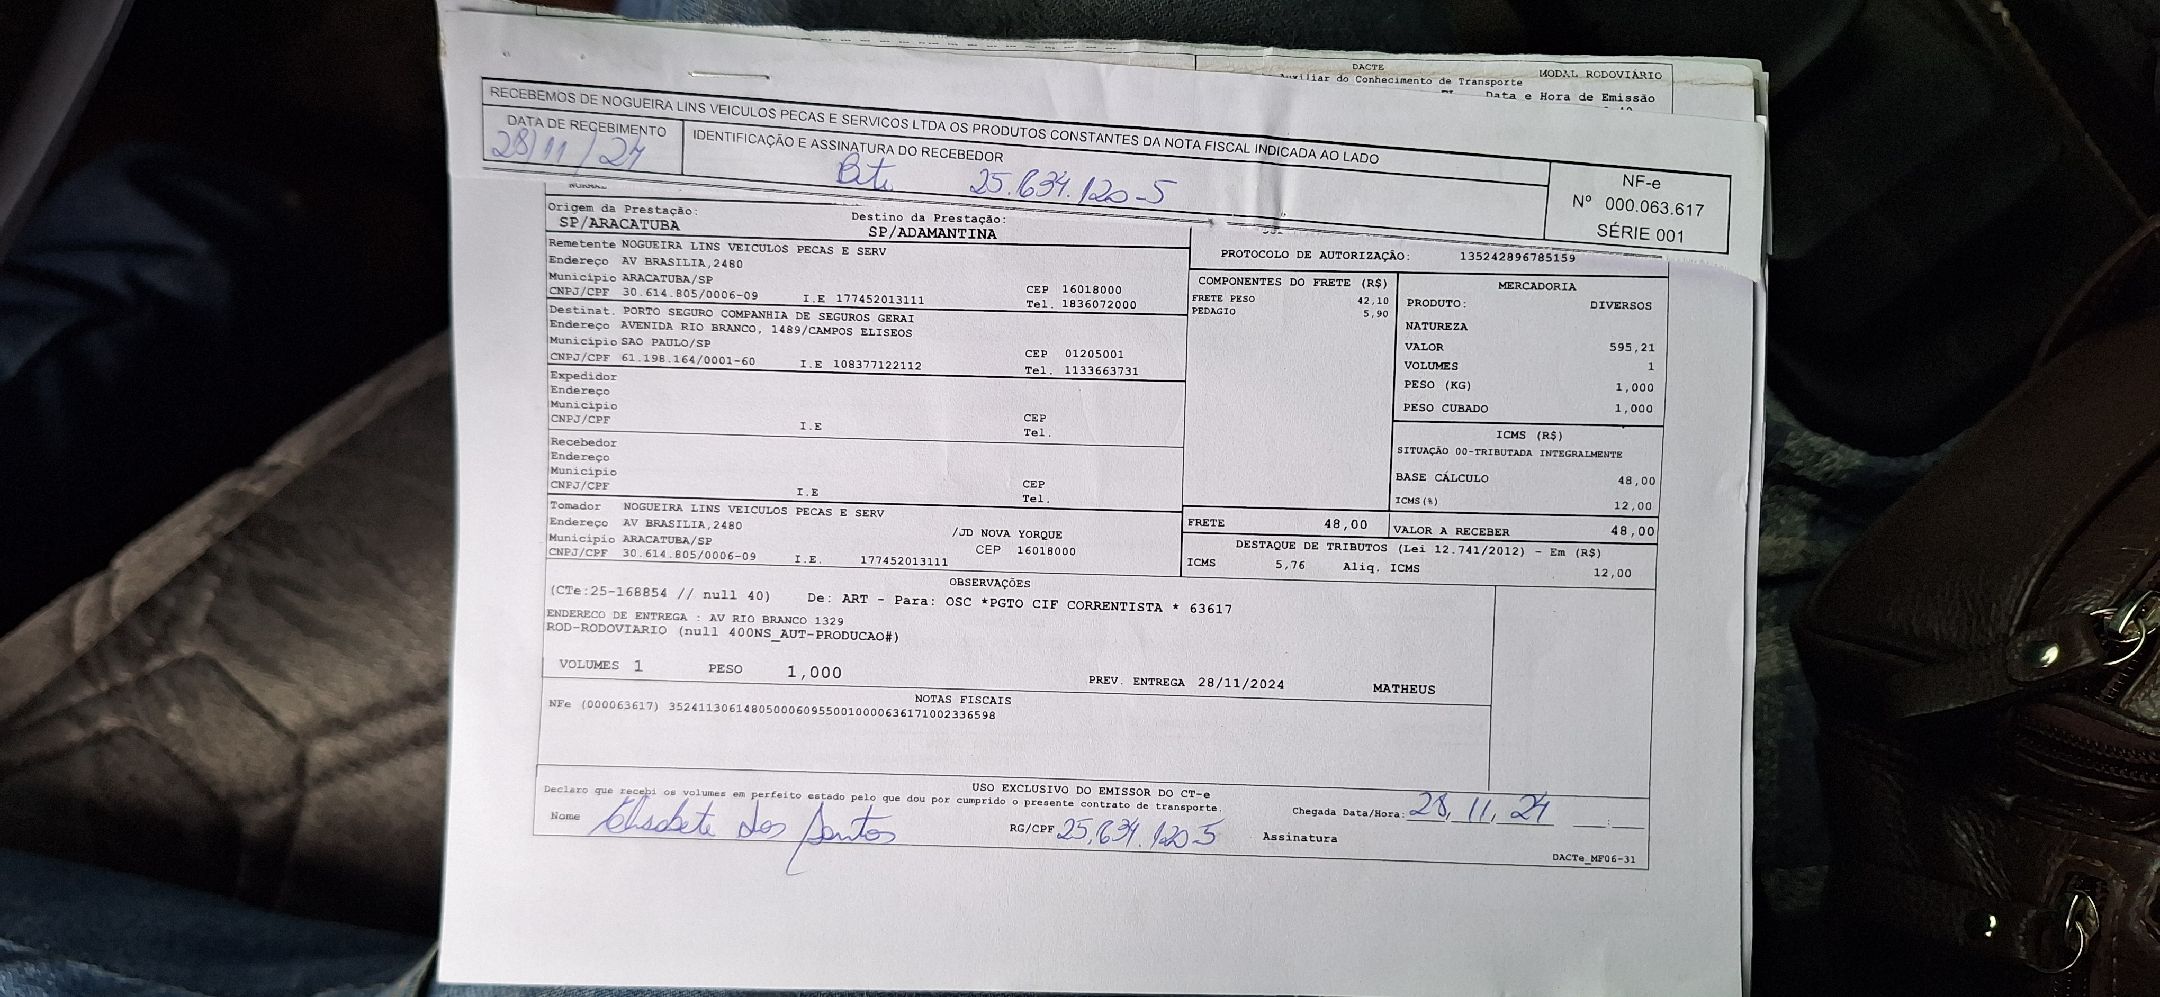 DACTE
MODAL RODOVIÁRIO
do Conhecimento de Transporte
Data e Hora de Emissão
RECEBEMOS DE NOGUEIRA LINS VEICULOS PECAS E SERVICOS LTDA OS PRODUTOS CONSTANTES DA NOTA FISCAL INDICADA AO LADO
DATA DE RECEBIMENTO
28/11/24
IDENTIFICAÇÃO E ASSINATURA DO RECEBEDOR
25.634.120-5
NF-e
Nº 000.063.617
SÉRIE 001
Origem da Prestação:
SP/ARACATUBA
Destino da Prestação:
SP/ADAMANTINA
Remetente NOGUEIRA LINS VEICULOS PECAS E SERV
Endereço AV BRASILIA,2480
Município ARACATUBA/SP CEP 16018000
CNPJ/CPF 30.614.805/0006-09 I.E 177452013111 Tel. 1836072000
Destinat. PORTO SEGURO COMPANHIA DE SEGUROS GERAI
Endereço AVENIDA RIO BRANCO, 1489/CAMPOS ELISEOS
Município SAO PAULO/SP CEP 01205001
CNPJ/CPF 61.198.164/0001-60 I.E 108377122112 Tel. 1133663731
Expedidor
Endereço
Município CEP
CNPJ/CPF I.E Tel.
Recebedor
Endereço
Município CEP
CNPJ/CPF I.E Tel.
Tomador NOGUEIRA LINS VEICULOS PECAS E SERV
Endereço AV BRASILIA,2480 /JD NOVA YORQUE
Município ARACATUBA/SP CEP 16018000
CNPJ/CPF 30.614.805/0006-09 I.E. 177452013111
PROTOCOLO DE AUTORIZAÇÃO: 135242896785159
COMPONENTES DO FRETE (R$)
FRETE PESO 42,10
PEDAGIO 5,90
MERCADORIA
PRODUTO: DIVERSOS
NATUREZA
VALOR 595,21
VOLUMES 1
PESO (KG) 1,000
PESO CUBADO 1,000
ICMS (R$)
SITUAÇÃO 00-TRIBUTADA INTEGRALMENTE
BASE CÁLCULO 48,00
ICMS(%) 12,00
FRETE 48,00
VALOR A RECEBER 48,00
DESTAQUE DE TRIBUTOS (Lei 12.741/2012) - Em (R$)
ICMS 5,76 Aliq. ICMS 12,00
OBSERVAÇÕES
(CTe:25-168854 // null 40) De: ART - Para: OSC *PGTO CIF CORRENTISTA * 63617
ENDERECO DE ENTREGA : AV RIO BRANCO 1329
ROD-RODOVIARIO (null 400NS_AUT-PRODUCAO#)
VOLUMES 1 PESO 1,000 PREV. ENTREGA 28/11/2024 MATHEUS
NOTAS FISCAIS
NFe (000063617) 35241130614805000609550010000636171002336598
USO EXCLUSIVO DO EMISSOR DO CT-e
Declaro que recebi os volumes em perfeito estado pelo que dou por cumprido o presente contrato de transporte.
Nome Elisabete dos Santos RG/CPF 25.634.120-5 Assinatura
Chegada Data/Hora: 28.11.24 __:__
DACTe_MF06-31